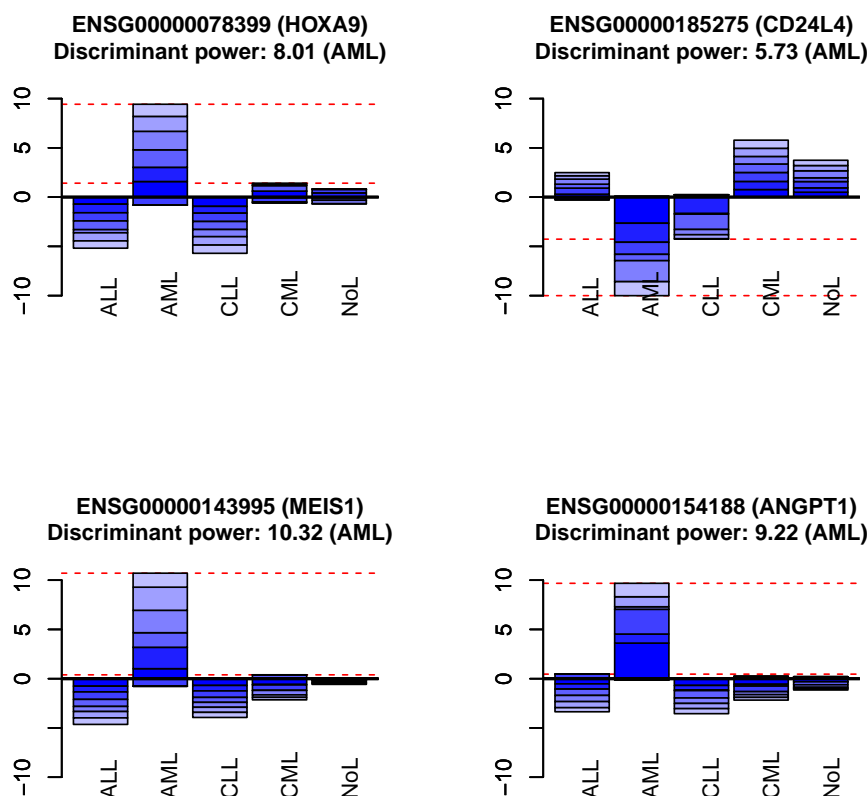 ENSG00000078399 (HOXA9)
Discriminant power: 8.01 (AML)
10
5
0
−10
ALL
AML
CLL
CML
NoL
ENSG00000185275 (CD24L4)
Discriminant power: 5.73 (AML)
10
5
0
−10
ALL
AML
CLL
CML
NoL
ENSG00000143995 (MEIS1)
Discriminant power: 10.32 (AML)
10
5
0
−10
ALL
AML
CLL
CML
NoL
ENSG00000154188 (ANGPT1)
Discriminant power: 9.22 (AML)
10
5
0
−10
ALL
AML
CLL
CML
NoL